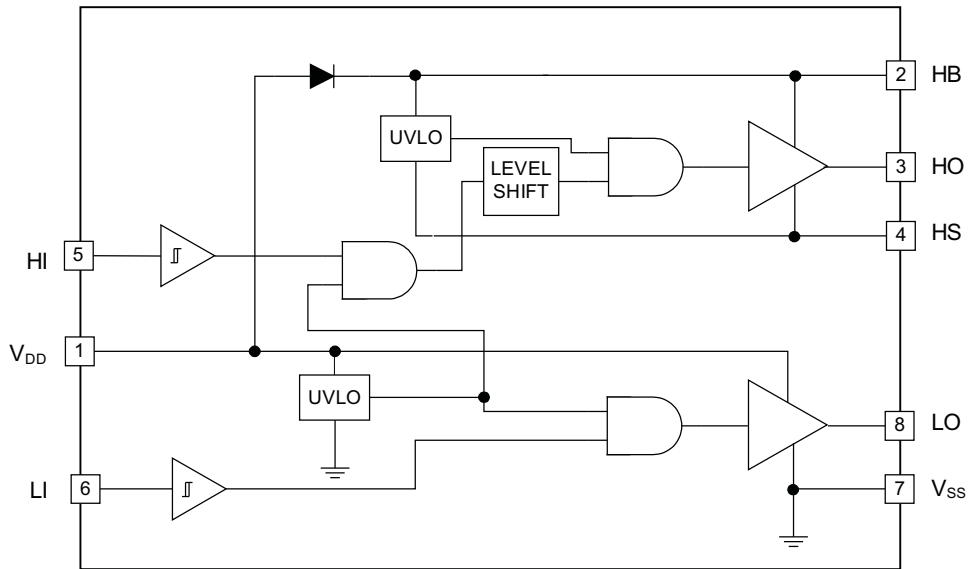 2 HB
UVLO
3 HO
LEVEL
SHIFT
4 HS
HI 5
VDD 1
UVLO
8 LO
LI 6
7 VSS